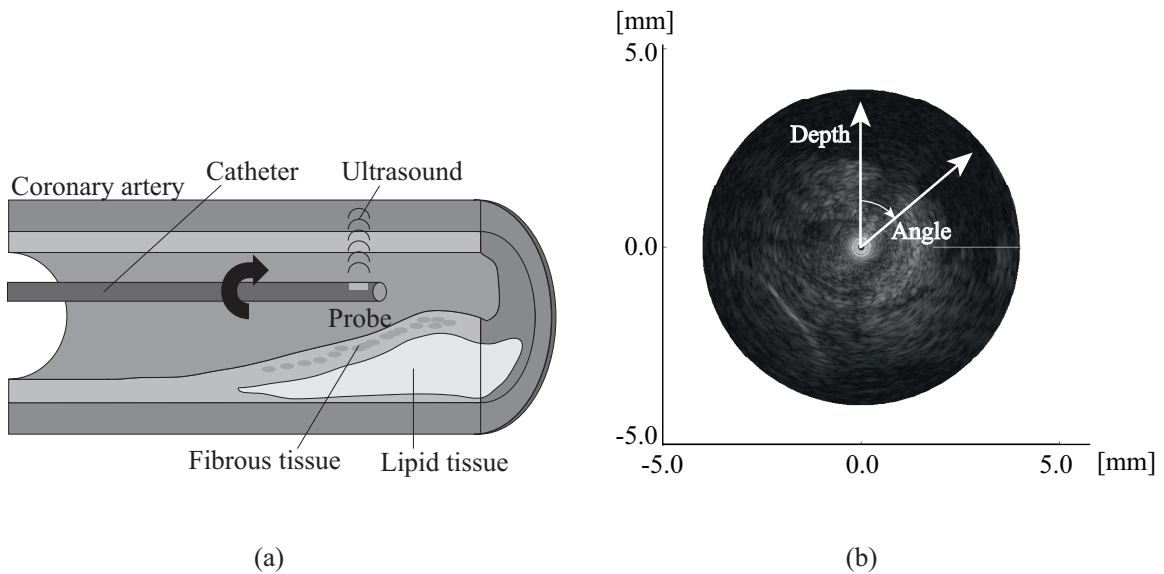 Coronary artery
Catheter
Ultrasound
Probe
Fibrous tissue
Lipid tissue
(a)
[mm]
5.0
Depth
Angle
0.0
-5.0
-5.0 0.0 5.0 [mm]
(b)